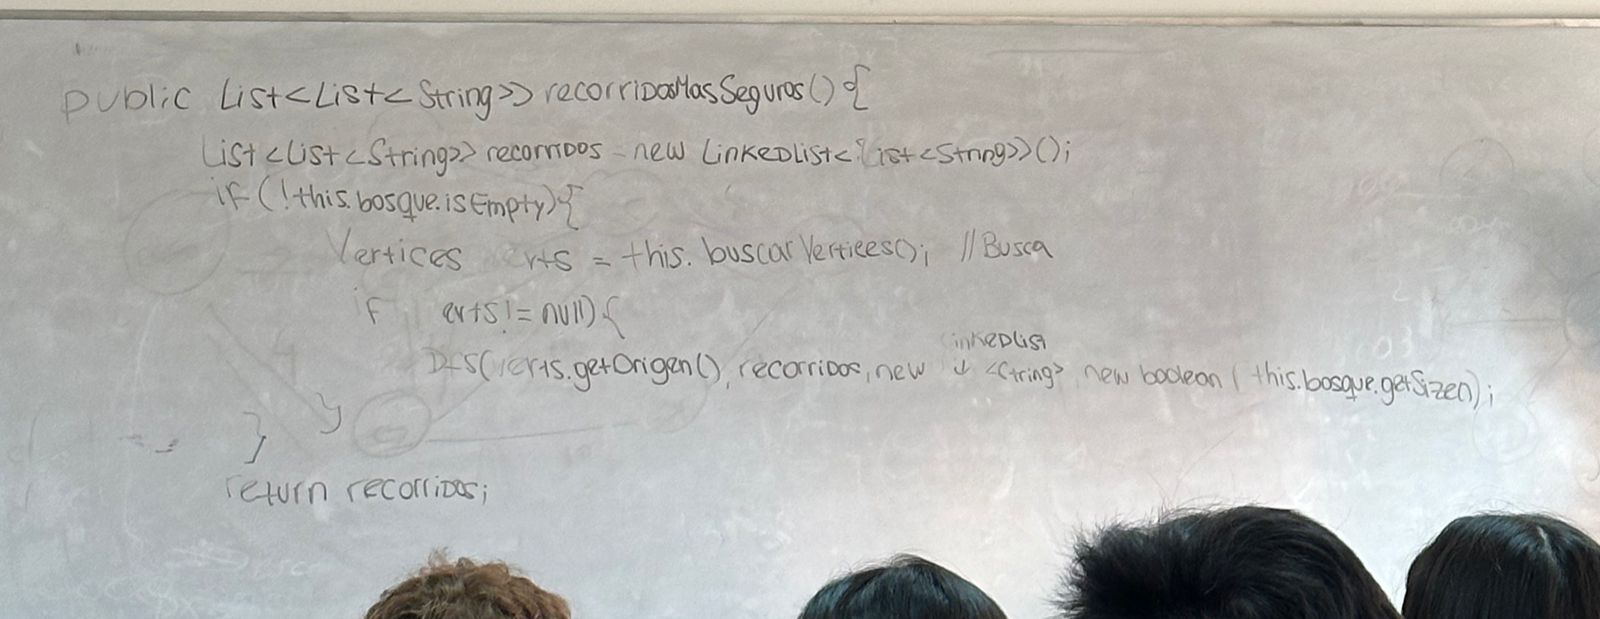 public List<List<String>> recorridosMasSeguros(){
List<List<String>> recorridos = new LinkedList<List<String>>();
if (!this.bosque.isEmpty){
Vertices verts = this.buscarVertices(); //Busca
if verts != null){
LinkedList
DFS(verts.getOrigen(), recorridos, new ↓ <String> new boolean ( this.bosque.getSize());
}
}
return recorridos;